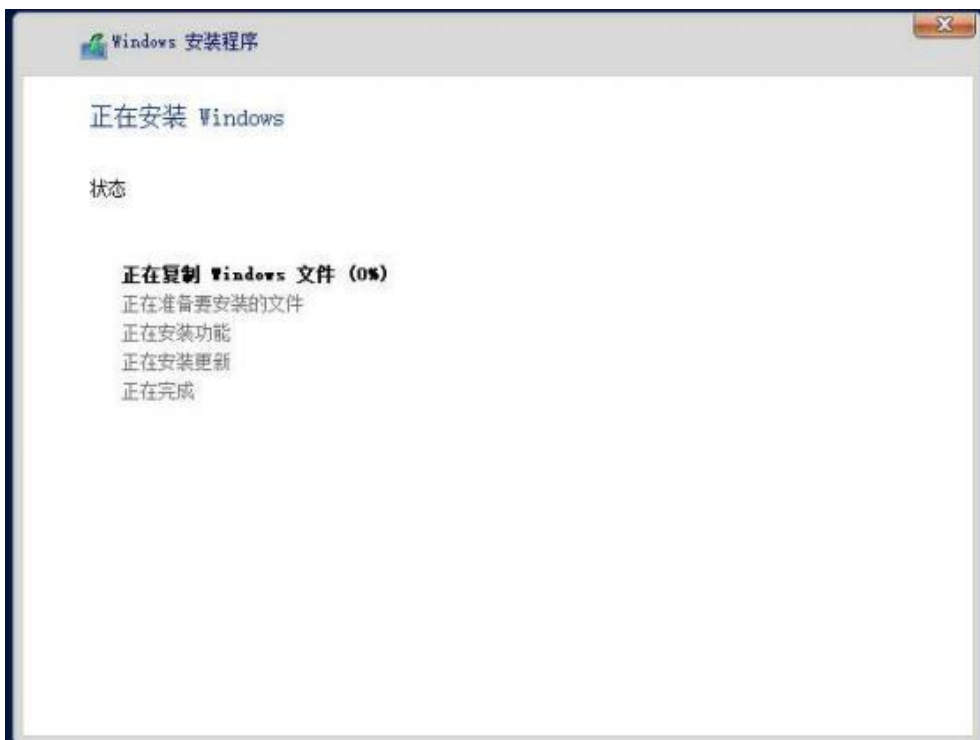 Windows 安装程序
正在安装 Windows
状态
正在复制 Windows 文件 (0%)
正在准备要安装的文件
正在安装功能
正在安装更新
正在完成